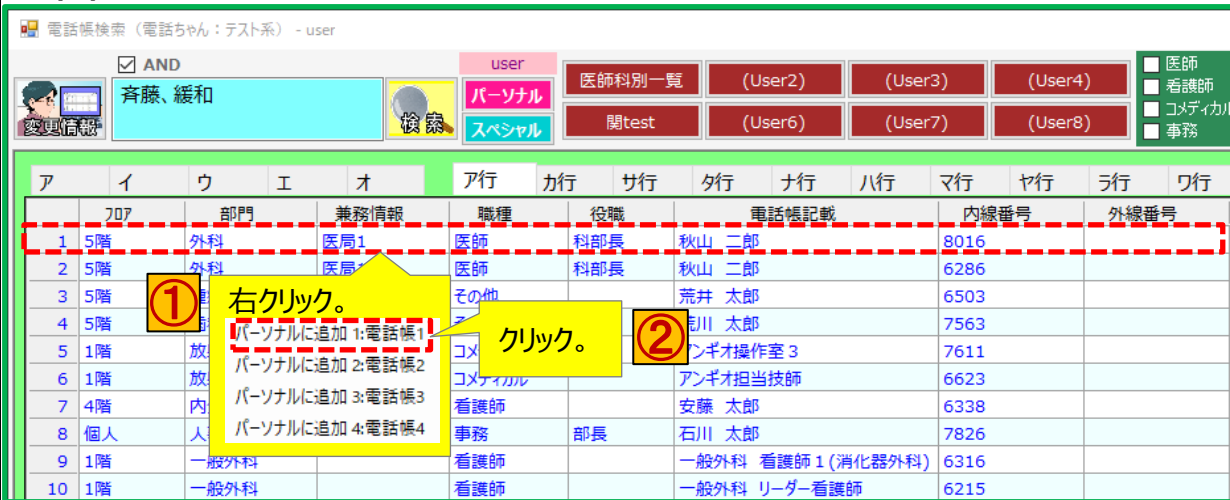 電話帳検索（電話ちゃん：テスト系） - user
AND
斉藤、緩和
変更情報
検索
user
パーソナル
スペシャル
医師科別一覧 (User2) (User3) (User4)
関test (User6) (User7) (User8)
医師
看護師
コメディカル
事務
ア イ ウ エ オ ア行 カ行 サ行 タ行 ナ行 ハ行 マ行 ヤ行 ラ行 ワ行
フロア 部門 兼務情報 職種 役職 電話帳記載 内線番号 外線番号
1 5階 外科 医局1 医師 科部長 秋山 二郎 8016
2 5階 外科 医局 医師 科部長 秋山 二郎 6286
3 5階 その他 荒井 太郎 6503
4 5階 荒川 太郎 7563
5 1階 放 コメ アンギオ操作室3 7611
6 1階 放 コメディカル アンギオ担当技師 6623
7 4階 内 看護師 安藤 太郎 6338
8 個人 人 事務 部長 石川 太郎 7826
9 1階 一般外科 看護師 一般外科 看護師1(消化器外科) 6316
10 1階 一般外科 看護師 一般外科 リーダー看護師 6215
①
右クリック。
パーソナルに追加 1:電話帳1
パーソナルに追加 2:電話帳2
パーソナルに追加 3:電話帳3
パーソナルに追加 4:電話帳4
クリック。
②